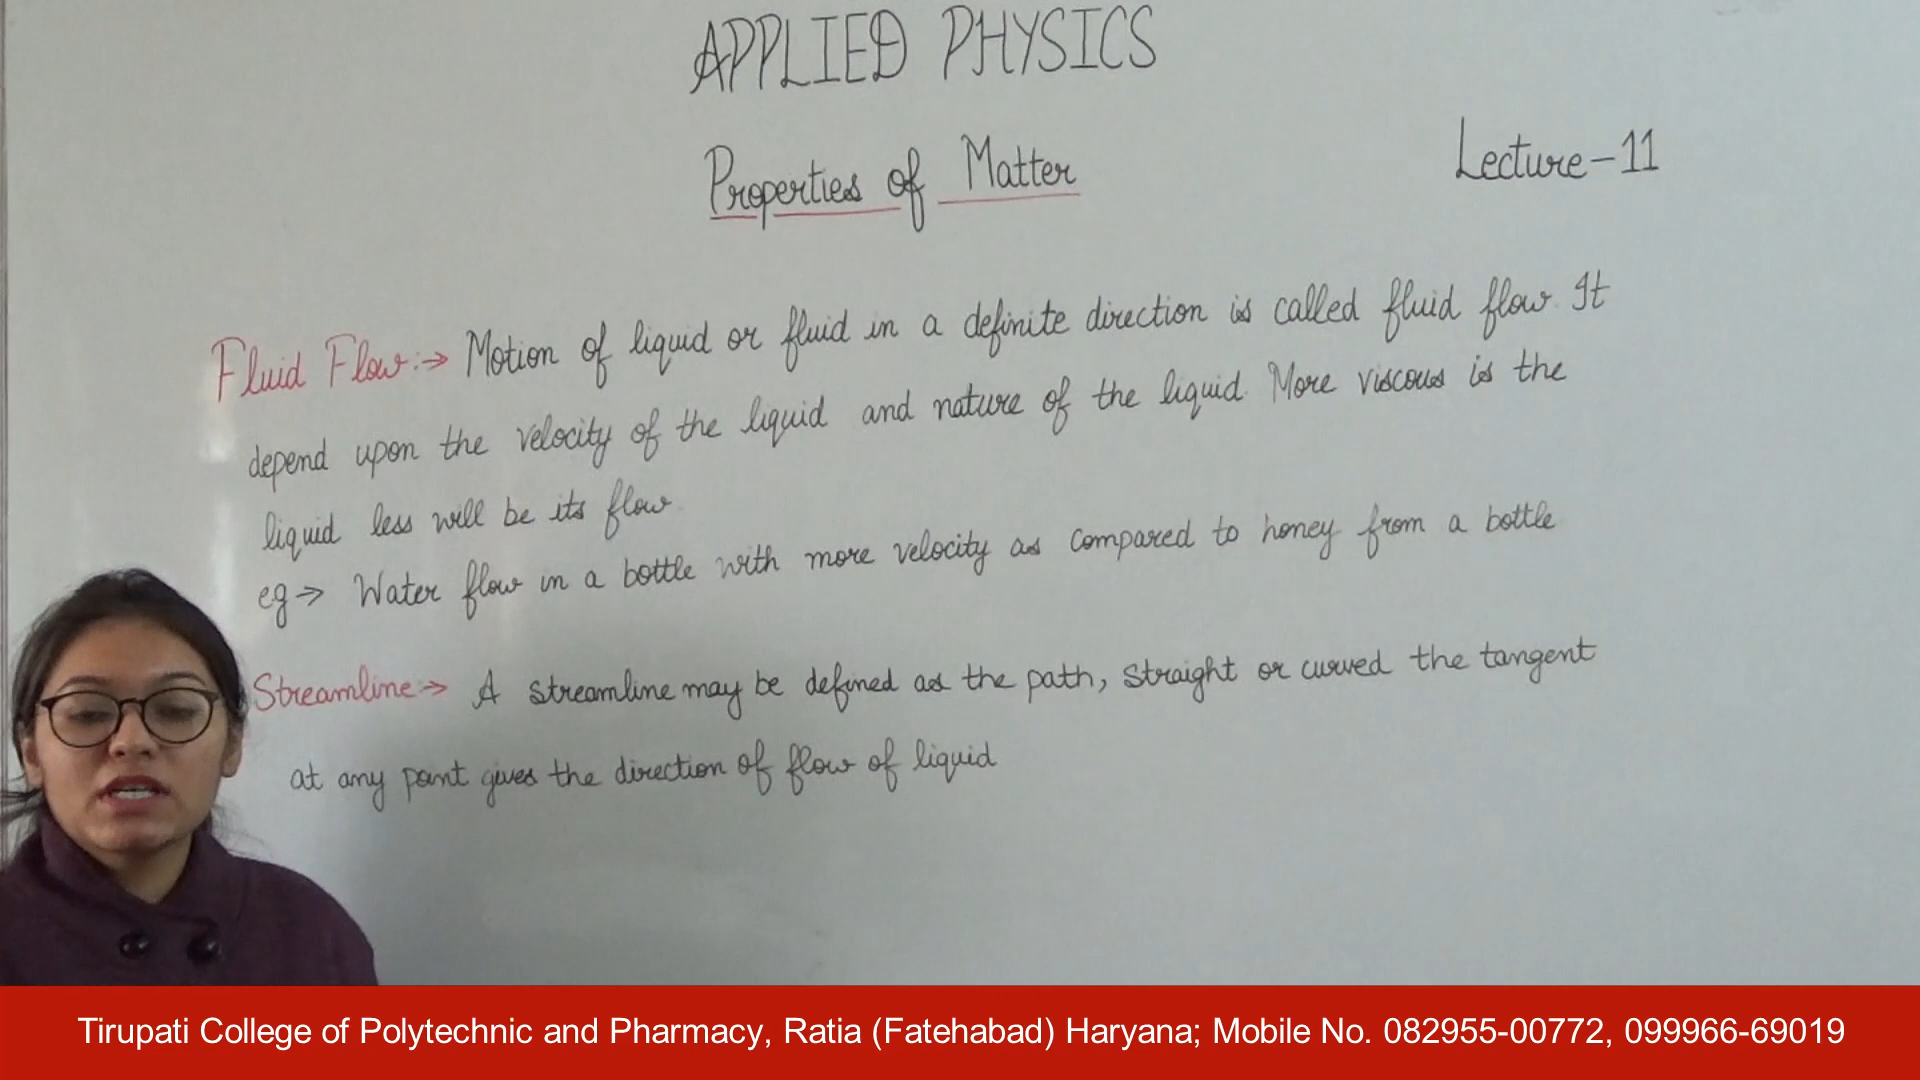 APPLIED PHYSICS
Properties of Matter
Lecture-11
Fluid Flow:→ Motion of liquid or fluid in a definite direction is called fluid flow. It
depend upon the velocity of the liquid and nature of the liquid. More viscous is the
liquid less will be its flow.
eg→ Water flow in a bottle with more velocity as compared to honey from a bottle
Streamline:→ A streamline may be defined as the path, straight or curved the tangent
at any point gives the direction of flow of liquid
Tirupati College of Polytechnic and Pharmacy, Ratia (Fatehabad) Haryana; Mobile No. 082955-00772, 099966-69019